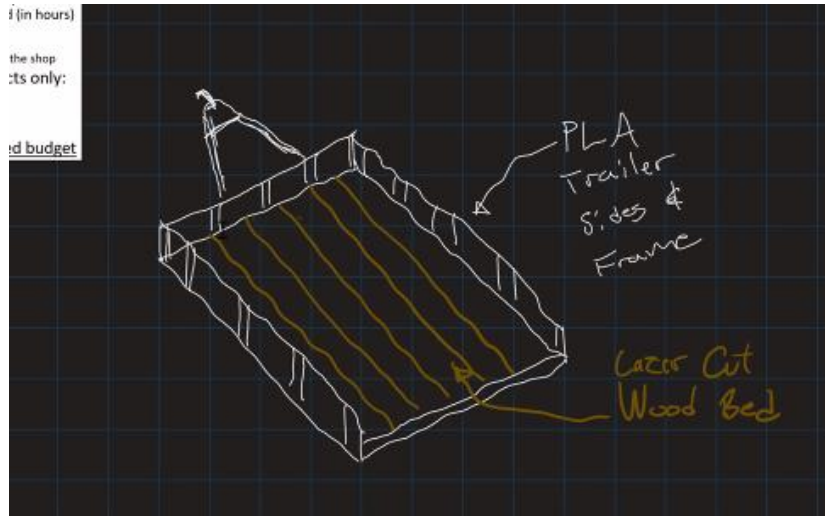 d (in hours)
the shop
cts only:
ed budget
PLA
Trailer
Sides &
Frame
Lazer Cut
Wood Bed